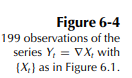 Figure 6-4
199 observations of the
series Yₜ = ∇Xₜ with
{Xₜ} as in Figure 6.1.